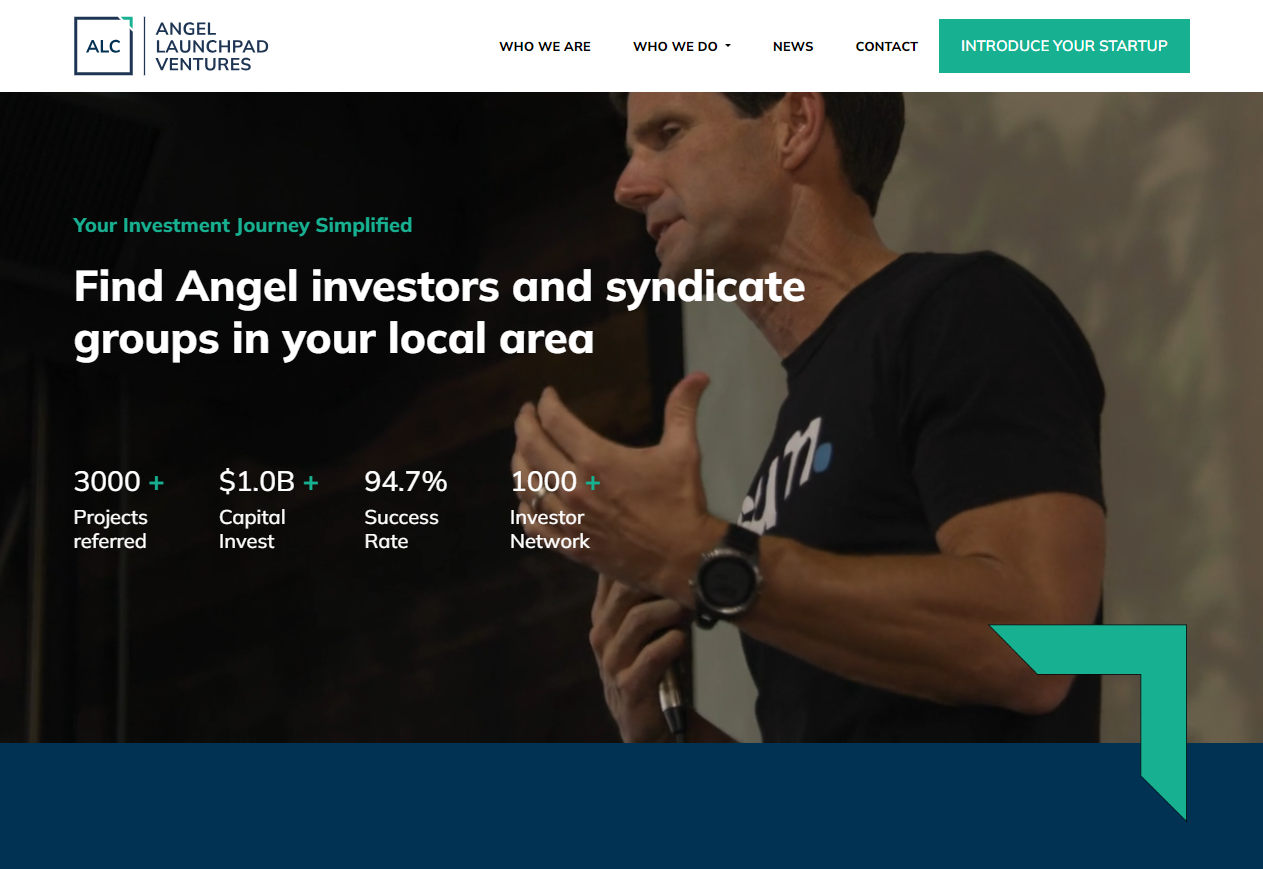 ALC
ANGEL
LAUNCHPAD
VENTURES
WHO WE ARE
WHO WE DO
NEWS
CONTACT
INTRODUCE YOUR STARTUP
Your Investment Journey Simplified
Find Angel investors and syndicate
groups in your local area
3000 +
Projects
referred
$1.0B +
Capital
Invest
94.7%
Success
Rate
1000 +
Investor
Network